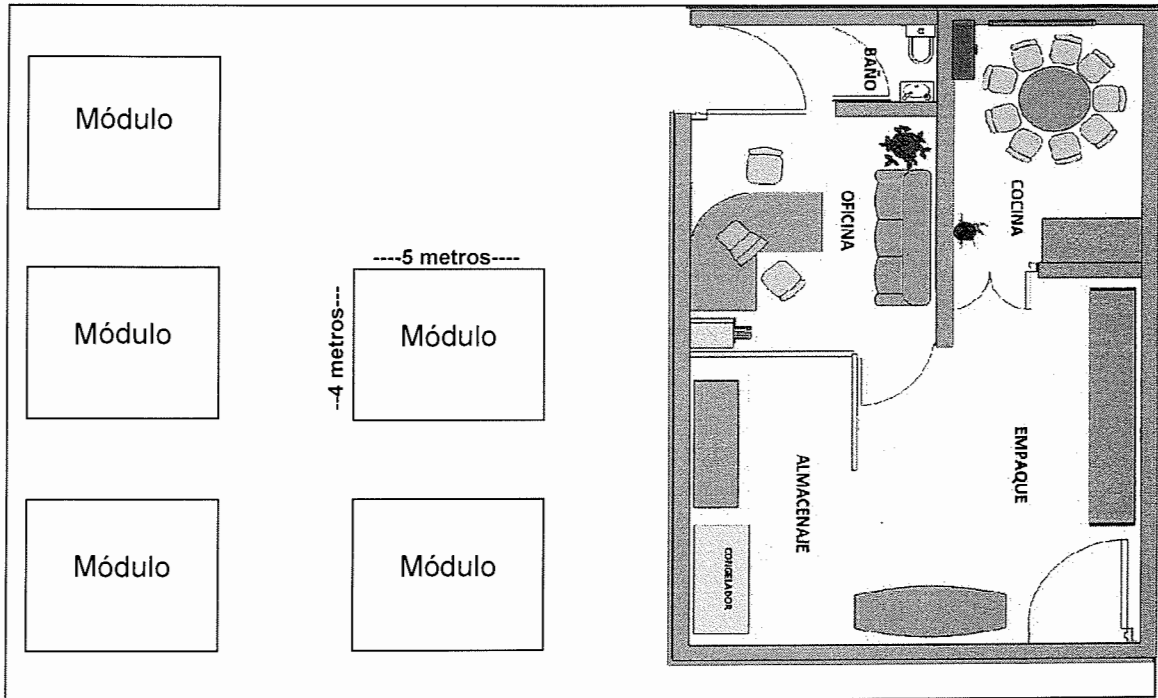 Módulo
Módulo
Módulo
----5 metros----
--4 metros---
Módulo
Módulo
BAÑO
OFICINA
COCINA
ALMACENAJE
EMPAQUE
CONGELADOR